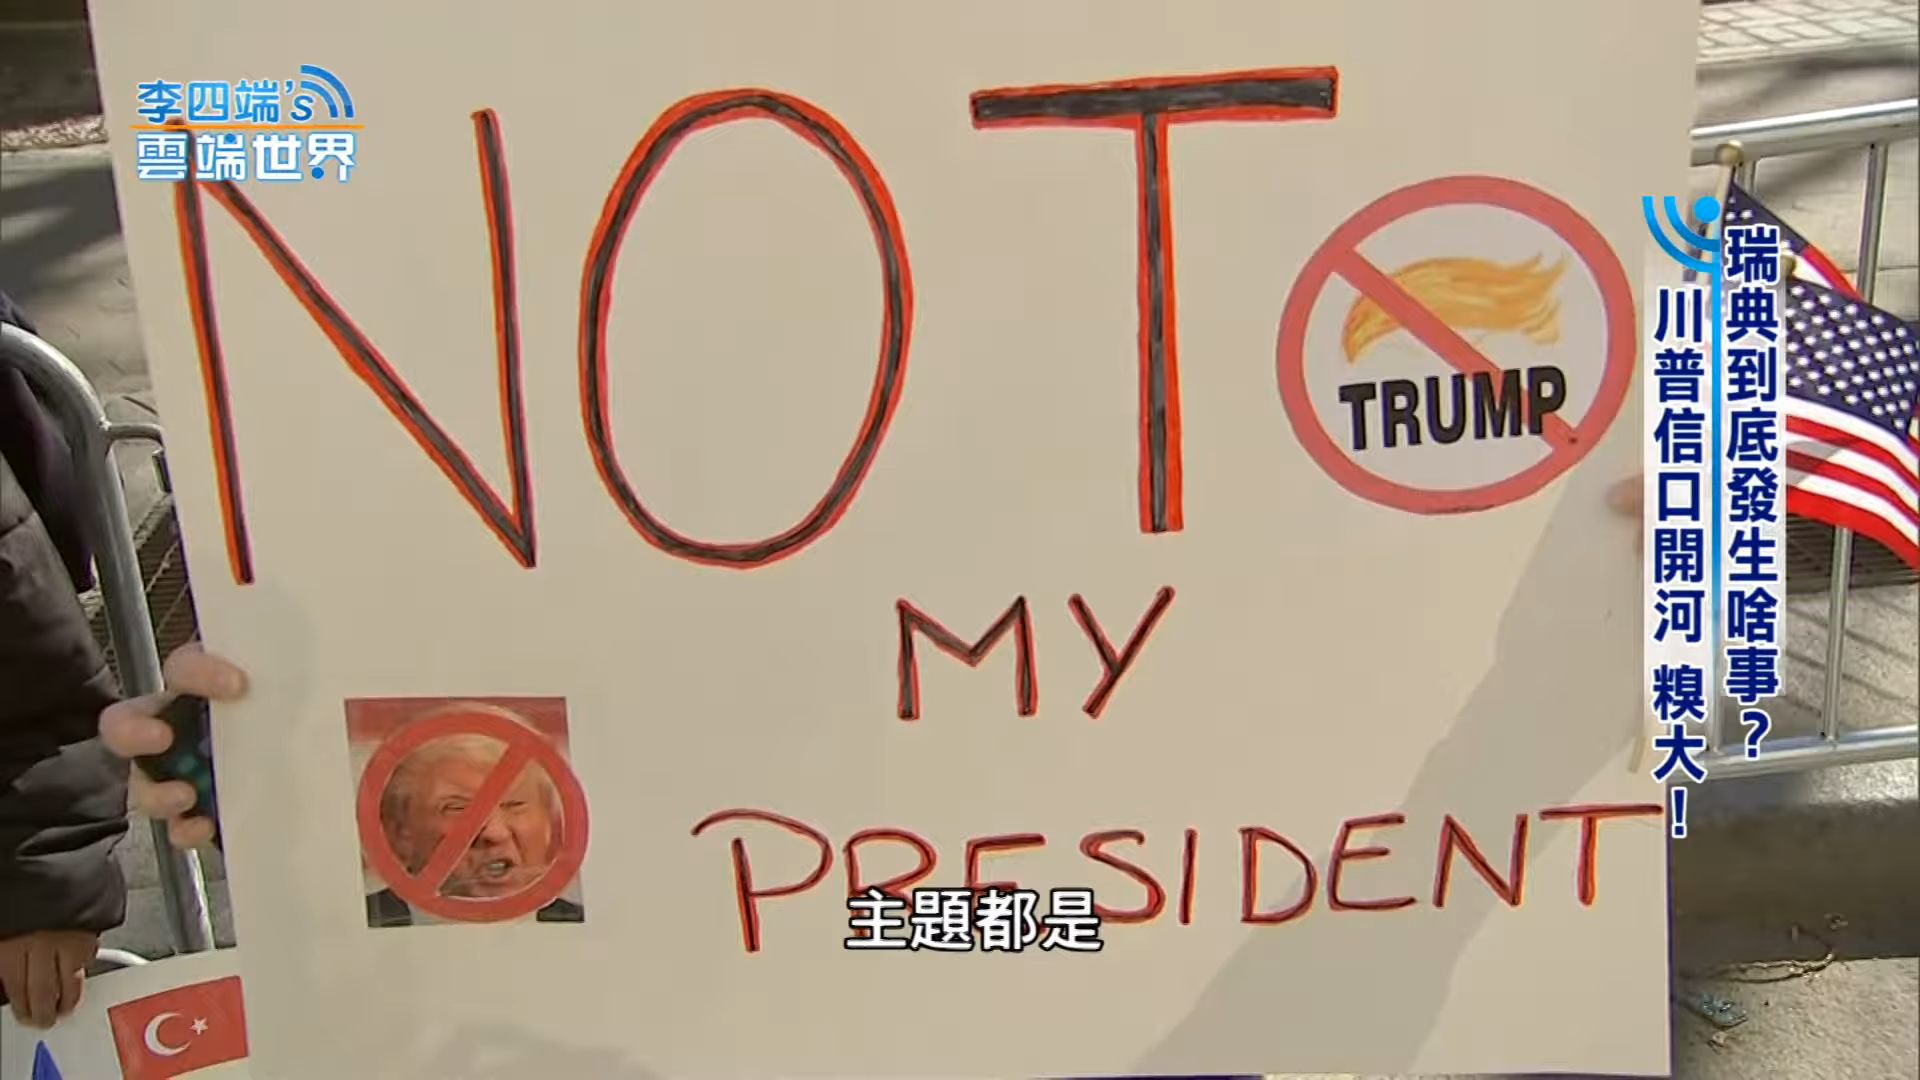 李四端's
雲端世界
NOT
TRUMP
MY
PRESIDENT
主題都是
瑞典到底發生啥事？
川普信口開河 糗大！